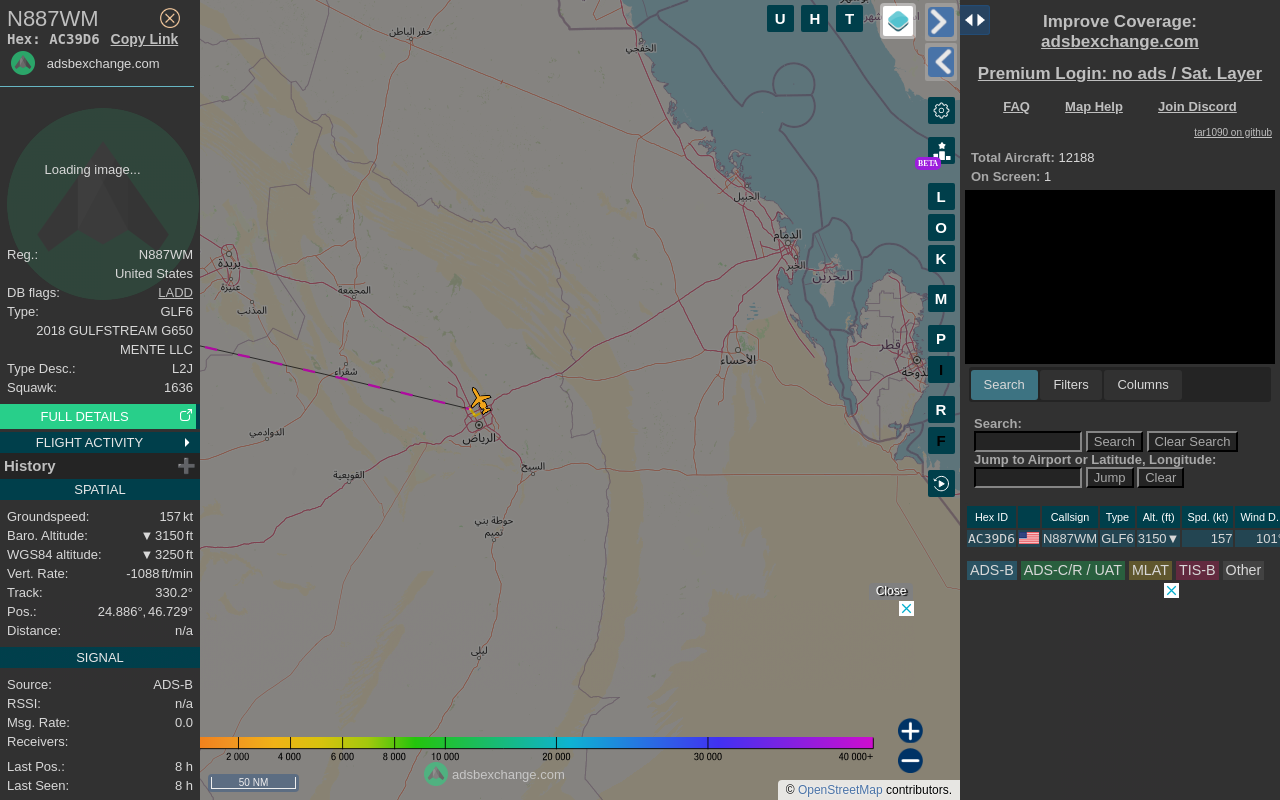 N887WM
Hex: AC39D6 Copy Link
adsbexchange.com
Loading image...
Reg.: N887WM
United States
DB flags: LADD
Type: GLF6
2018 GULFSTREAM G650
MENTE LLC
Type Desc.: L2J
Squawk: 1636
FULL DETAILS
FLIGHT ACTIVITY
History
SPATIAL
Groundspeed: 157 kt
Baro. Altitude: ▼ 3150 ft
WGS84 altitude: ▼ 3250 ft
Vert. Rate: -1088 ft/min
Track: 330.2°
Pos.: 24.886°, 46.729°
Distance: n/a
SIGNAL
Source: ADS-B
RSSI: n/a
Msg. Rate: 0.0
Receivers:
Last Pos.: 8 h
Last Seen: 8 h
U H T
حفر الباطن
الخفجي
BETA
L
O
K
M
P
I
R
F
الجبيل
الدمام
الخبر
البحرين
بريدة
عنيزة
المذنب
المجمعة
قطر
الدوحة
الأحساء
شقراء
الرياض
الدوادمي
السيح
القويعية
حوطة بني
تميم
ليلى
Close
2 000 4 000 6 000 8 000 10 000 20 000 30 000 40 000+
50 NM
adsbexchange.com
© OpenStreetMap contributors.
Improve Coverage:
adsbexchange.com
Premium Login: no ads / Sat. Layer
FAQ Map Help Join Discord
tar1090 on github
Total Aircraft: 12188
On Screen: 1
Search Filters Columns
Search:
Search Clear Search
Jump to Airport or Latitude, Longitude:
Jump Clear
Hex ID Callsign Type Alt. (ft) Spd. (kt) Wind D.
AC39D6 N887WM GLF6 3150▼ 157 101°
ADS-B ADS-C/R / UAT MLAT TIS-B Other